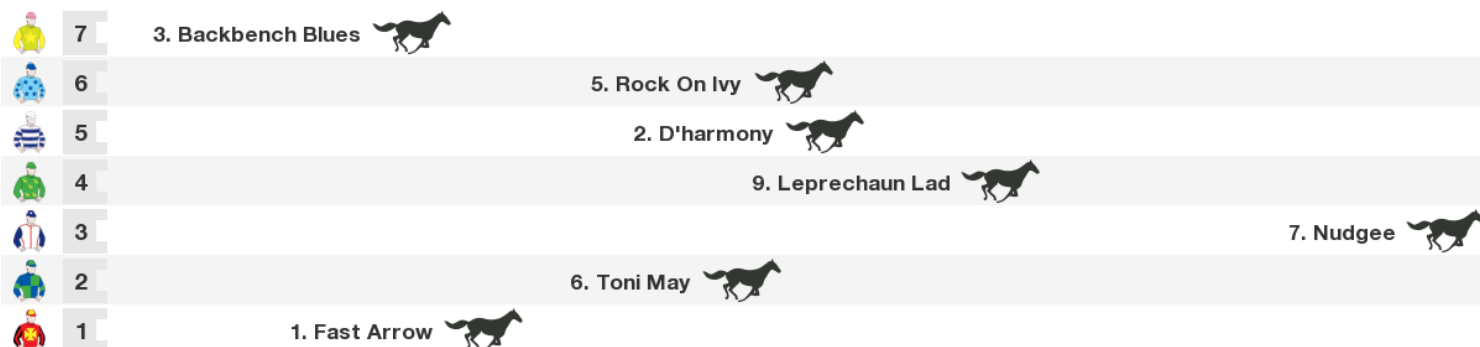 7 3. Backbench Blues
6 5. Rock On Ivy
5 2. D'harmony
4 9. Leprechaun Lad
3 7. Nudgee
2 6. Toni May
1 1. Fast Arrow